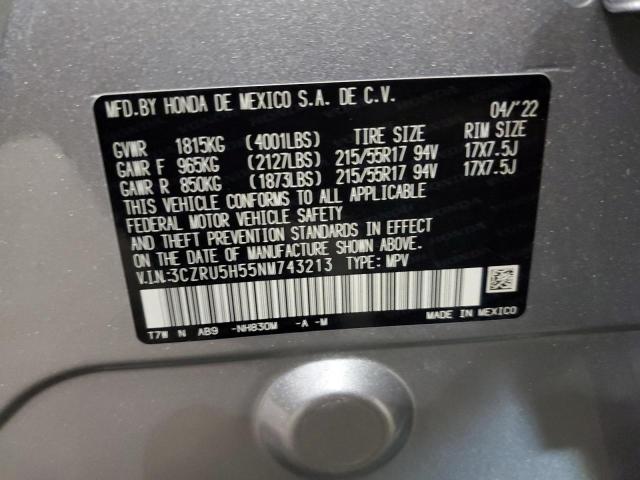 MFD.BY HONDA DE MEXICO S.A. DE C.V.
04/'22
GVWR 1815KG (4001LBS) TIRE SIZE RIM SIZE
GAWR F 965KG (2127LBS) 215/55R17 94V 17X7.5J
GAWR R 850KG (1873LBS) 215/55R17 94V 17X7.5J
THIS VEHICLE CONFORMS TO ALL APPLICABLE
FEDERAL MOTOR VEHICLE SAFETY
AND THEFT PREVENTION STANDARDS IN EFFECT
ON THE DATE OF MANUFACTURE SHOWN ABOVE.
V.I.N.:3CZRU5H55NM743213 TYPE: MPV
T7W N AB9 -NH830M -A -M
MADE IN MEXICO